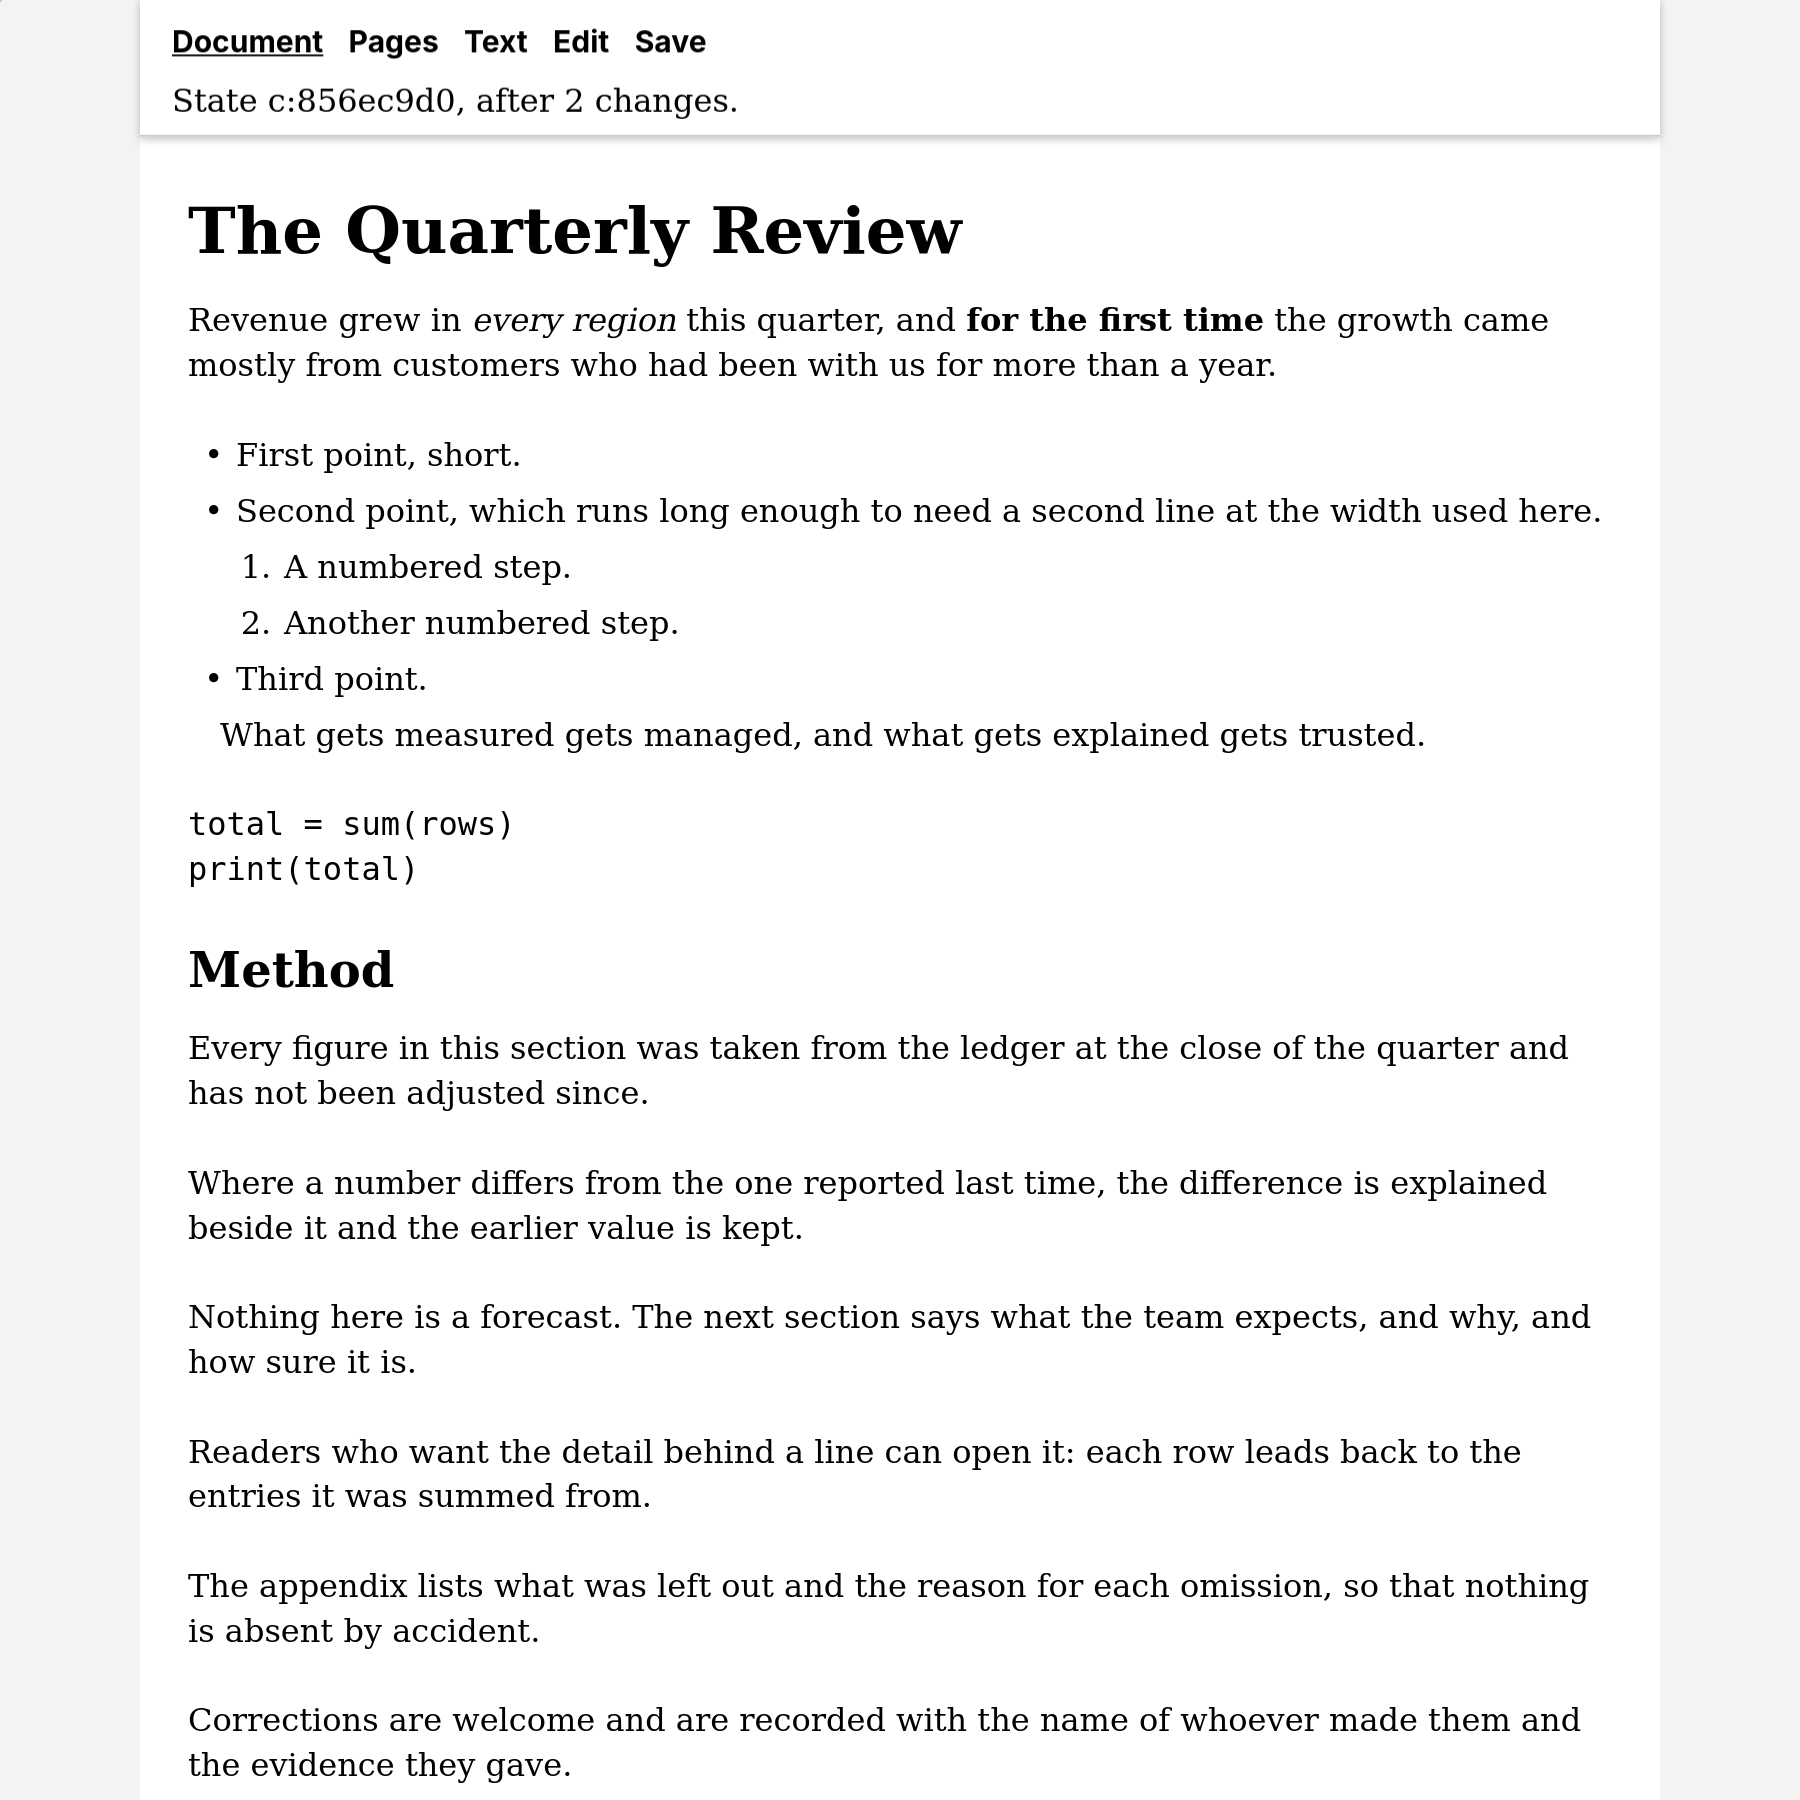 Document Pages Text Edit Save
State c:856ec9d0, after 2 changes.
The Quarterly Review
Revenue grew in every region this quarter, and for the first time the growth came
mostly from customers who had been with us for more than a year.
• First point, short.
• Second point, which runs long enough to need a second line at the width used here.
1. A numbered step.
2. Another numbered step.
• Third point.
What gets measured gets managed, and what gets explained gets trusted.
total = sum(rows)
print(total)
Method
Every figure in this section was taken from the ledger at the close of the quarter and
has not been adjusted since.
Where a number differs from the one reported last time, the difference is explained
beside it and the earlier value is kept.
Nothing here is a forecast. The next section says what the team expects, and why, and
how sure it is.
Readers who want the detail behind a line can open it: each row leads back to the
entries it was summed from.
The appendix lists what was left out and the reason for each omission, so that nothing
is absent by accident.
Corrections are welcome and are recorded with the name of whoever made them and
the evidence they gave.